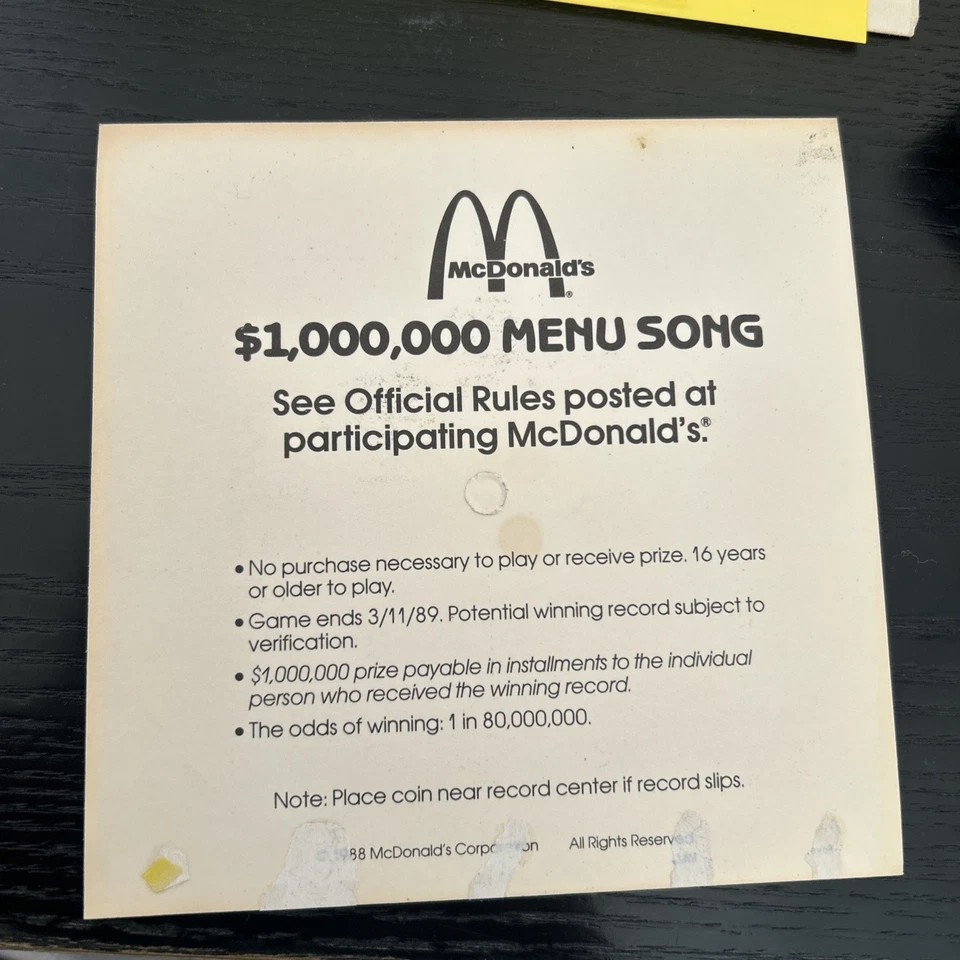 McDonald's®
$1,000,000 MENU SONG
See Official Rules posted at
participating McDonald's.®
• No purchase necessary to play or receive prize. 16 years
or older to play.
• Game ends 3/11/89. Potential winning record subject to
verification.
• $1,000,000 prize payable in installments to the individual
person who received the winning record.
• The odds of winning: 1 in 80,000,000.
Note: Place coin near record center if record slips.
© 1988 McDonald's Corporation All Rights Reserved